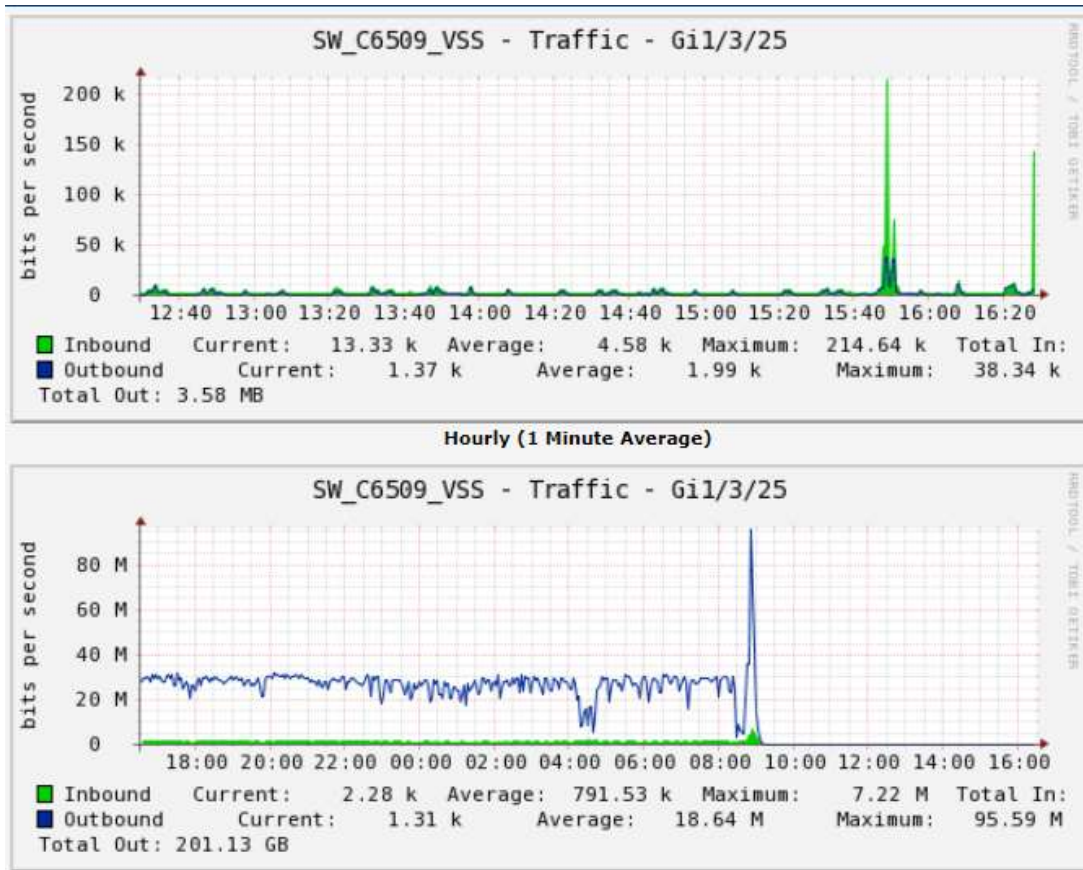 SW_C6509_VSS - Traffic - Gi1/3/25
RRDTOOL / TOBI OETIKER
bits per second
200 k
150 k
100 k
50 k
0
12:40 13:00 13:20 13:40 14:00 14:20 14:40 15:00 15:20 15:40 16:00 16:20
Inbound Current: 13.33 k Average: 4.58 k Maximum: 214.64 k Total In:
Outbound Current: 1.37 k Average: 1.99 k Maximum: 38.34 k
Total Out: 3.58 MB
Hourly (1 Minute Average)
SW_C6509_VSS - Traffic - Gi1/3/25
RRDTOOL / TOBI OETIKER
bits per second
80 M
60 M
40 M
20 M
0
18:00 20:00 22:00 00:00 02:00 04:00 06:00 08:00 10:00 12:00 14:00 16:00
Inbound Current: 2.28 k Average: 791.53 k Maximum: 7.22 M Total In:
Outbound Current: 1.31 k Average: 18.64 M Maximum: 95.59 M
Total Out: 201.13 GB